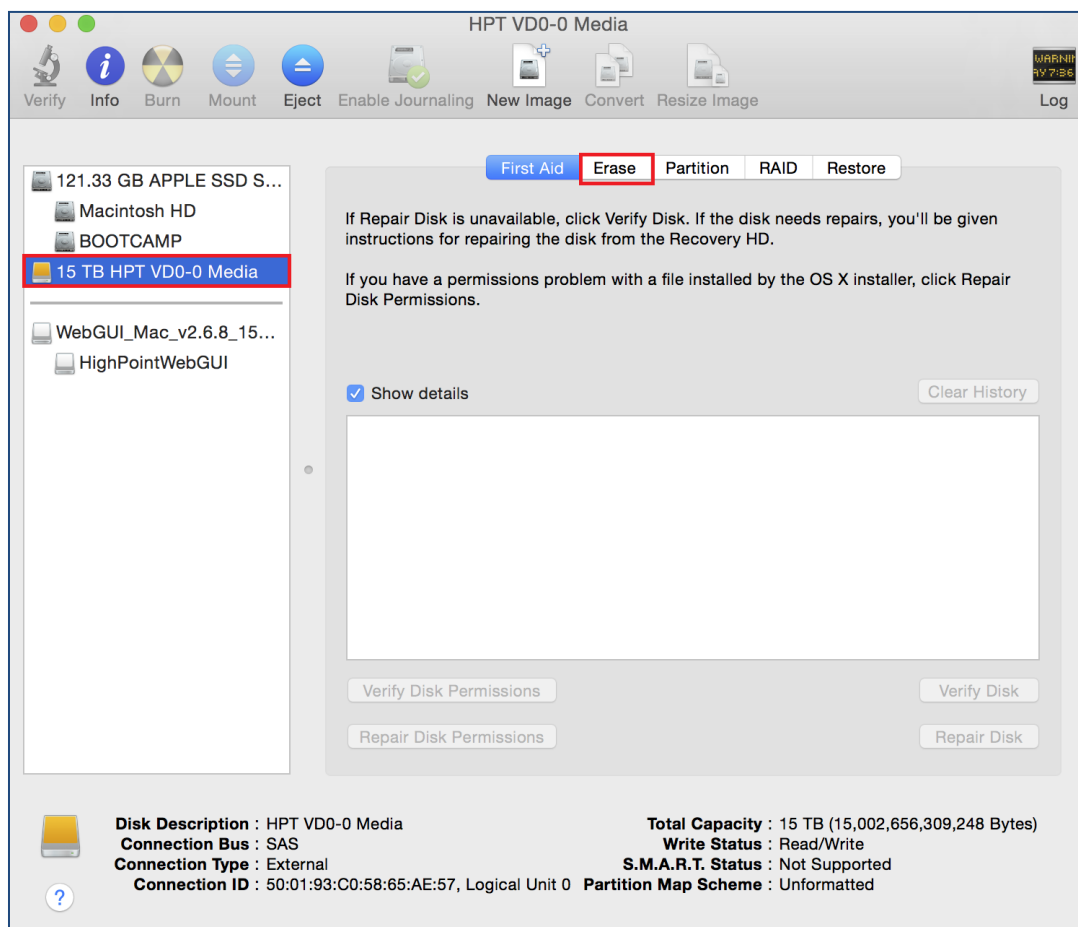 HPT VD0-0 Media
WARNIN
AY 7:36
Verify Info Burn Mount Eject Enable Journaling New Image Convert Resize Image Log
First Aid Erase Partition RAID Restore
121.33 GB APPLE SSD S...
Macintosh HD
BOOTCAMP
15 TB HPT VD0-0 Media
WebGUI_Mac_v2.6.8_15...
HighPointWebGUI
If Repair Disk is unavailable, click Verify Disk. If the disk needs repairs, you'll be given
instructions for repairing the disk from the Recovery HD.
If you have a permissions problem with a file installed by the OS X installer, click Repair
Disk Permissions.
Show details Clear History
Verify Disk Permissions Verify Disk
Repair Disk Permissions Repair Disk
Disk Description : HPT VD0-0 Media
Connection Bus : SAS
Connection Type : External
Connection ID : 50:01:93:C0:58:65:AE:57, Logical Unit 0
Total Capacity : 15 TB (15,002,656,309,248 Bytes)
Write Status : Read/Write
S.M.A.R.T. Status : Not Supported
Partition Map Scheme : Unformatted
?